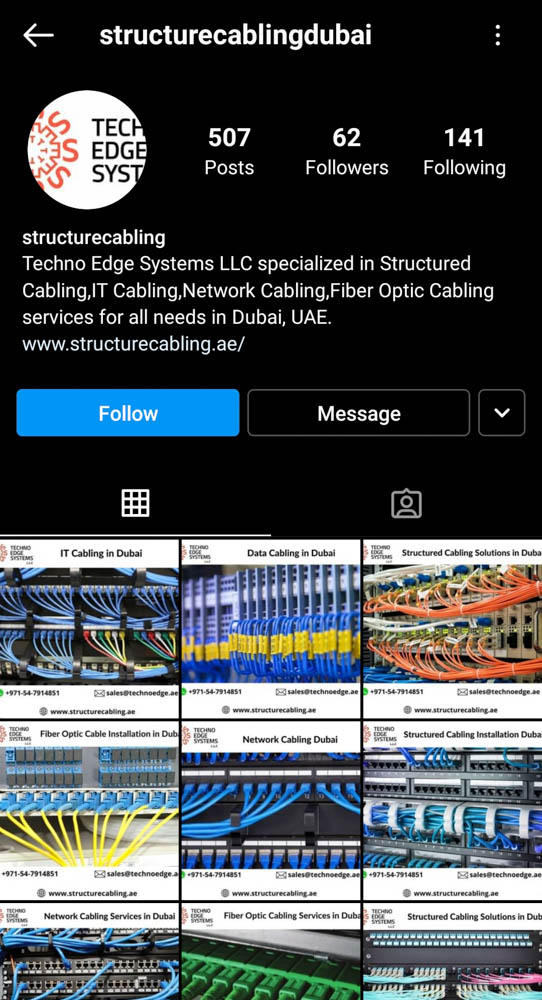 structurecablingdubai
TECH
EDGE
SYST
507
Posts
62
Followers
141
Following
structurecabling
Techno Edge Systems LLC specialized in Structured
Cabling,IT Cabling,Network Cabling,Fiber Optic Cabling
services for all needs in Dubai, UAE.
www.structurecabling.ae/
Follow
Message
TECHNO
EDGE
SYSTEMS
LLC
IT Cabling in Dubai
+971-54-7914851
sales@technoedge.ae
www.structurecabling.ae
TECHNO
EDGE
SYSTEMS
LLC
Data Cabling in Dubai
+971-54-7914851
sales@technoedge.ae
www.structurecabling.ae
TECHNO
EDGE
SYSTEMS
LLC
Structured Cabling Solutions in Duba
+971-54-7914851
sales@technoedge.
www.structurecabling.ae
TECHNO
EDGE
SYSTEMS
LLC
Fiber Optic Cable Installation in Dub
+971-54-7914851
sales@technoedge.ae
www.structurecabling.ae
TECHNO
EDGE
SYSTEMS
LLC
Network Cabling Dubai
+971-54-7914851
sales@technoedge.ae
www.structurecabling.ae
TECHNO
EDGE
SYSTEMS
LLC
Structured Cabling Installation Dubai
+971-54-7914851
sales@technoedge.
www.structurecabling.ae
TECHNO
EDGE
SYSTEMS
LLC
Network Cabling Services in Dubai
TECHNO
EDGE
SYSTEMS
LLC
Fiber Optic Cabling Services in Duba
TECHNO
EDGE
SYSTEMS
LLC
Structured Cabling Solutions in Dub